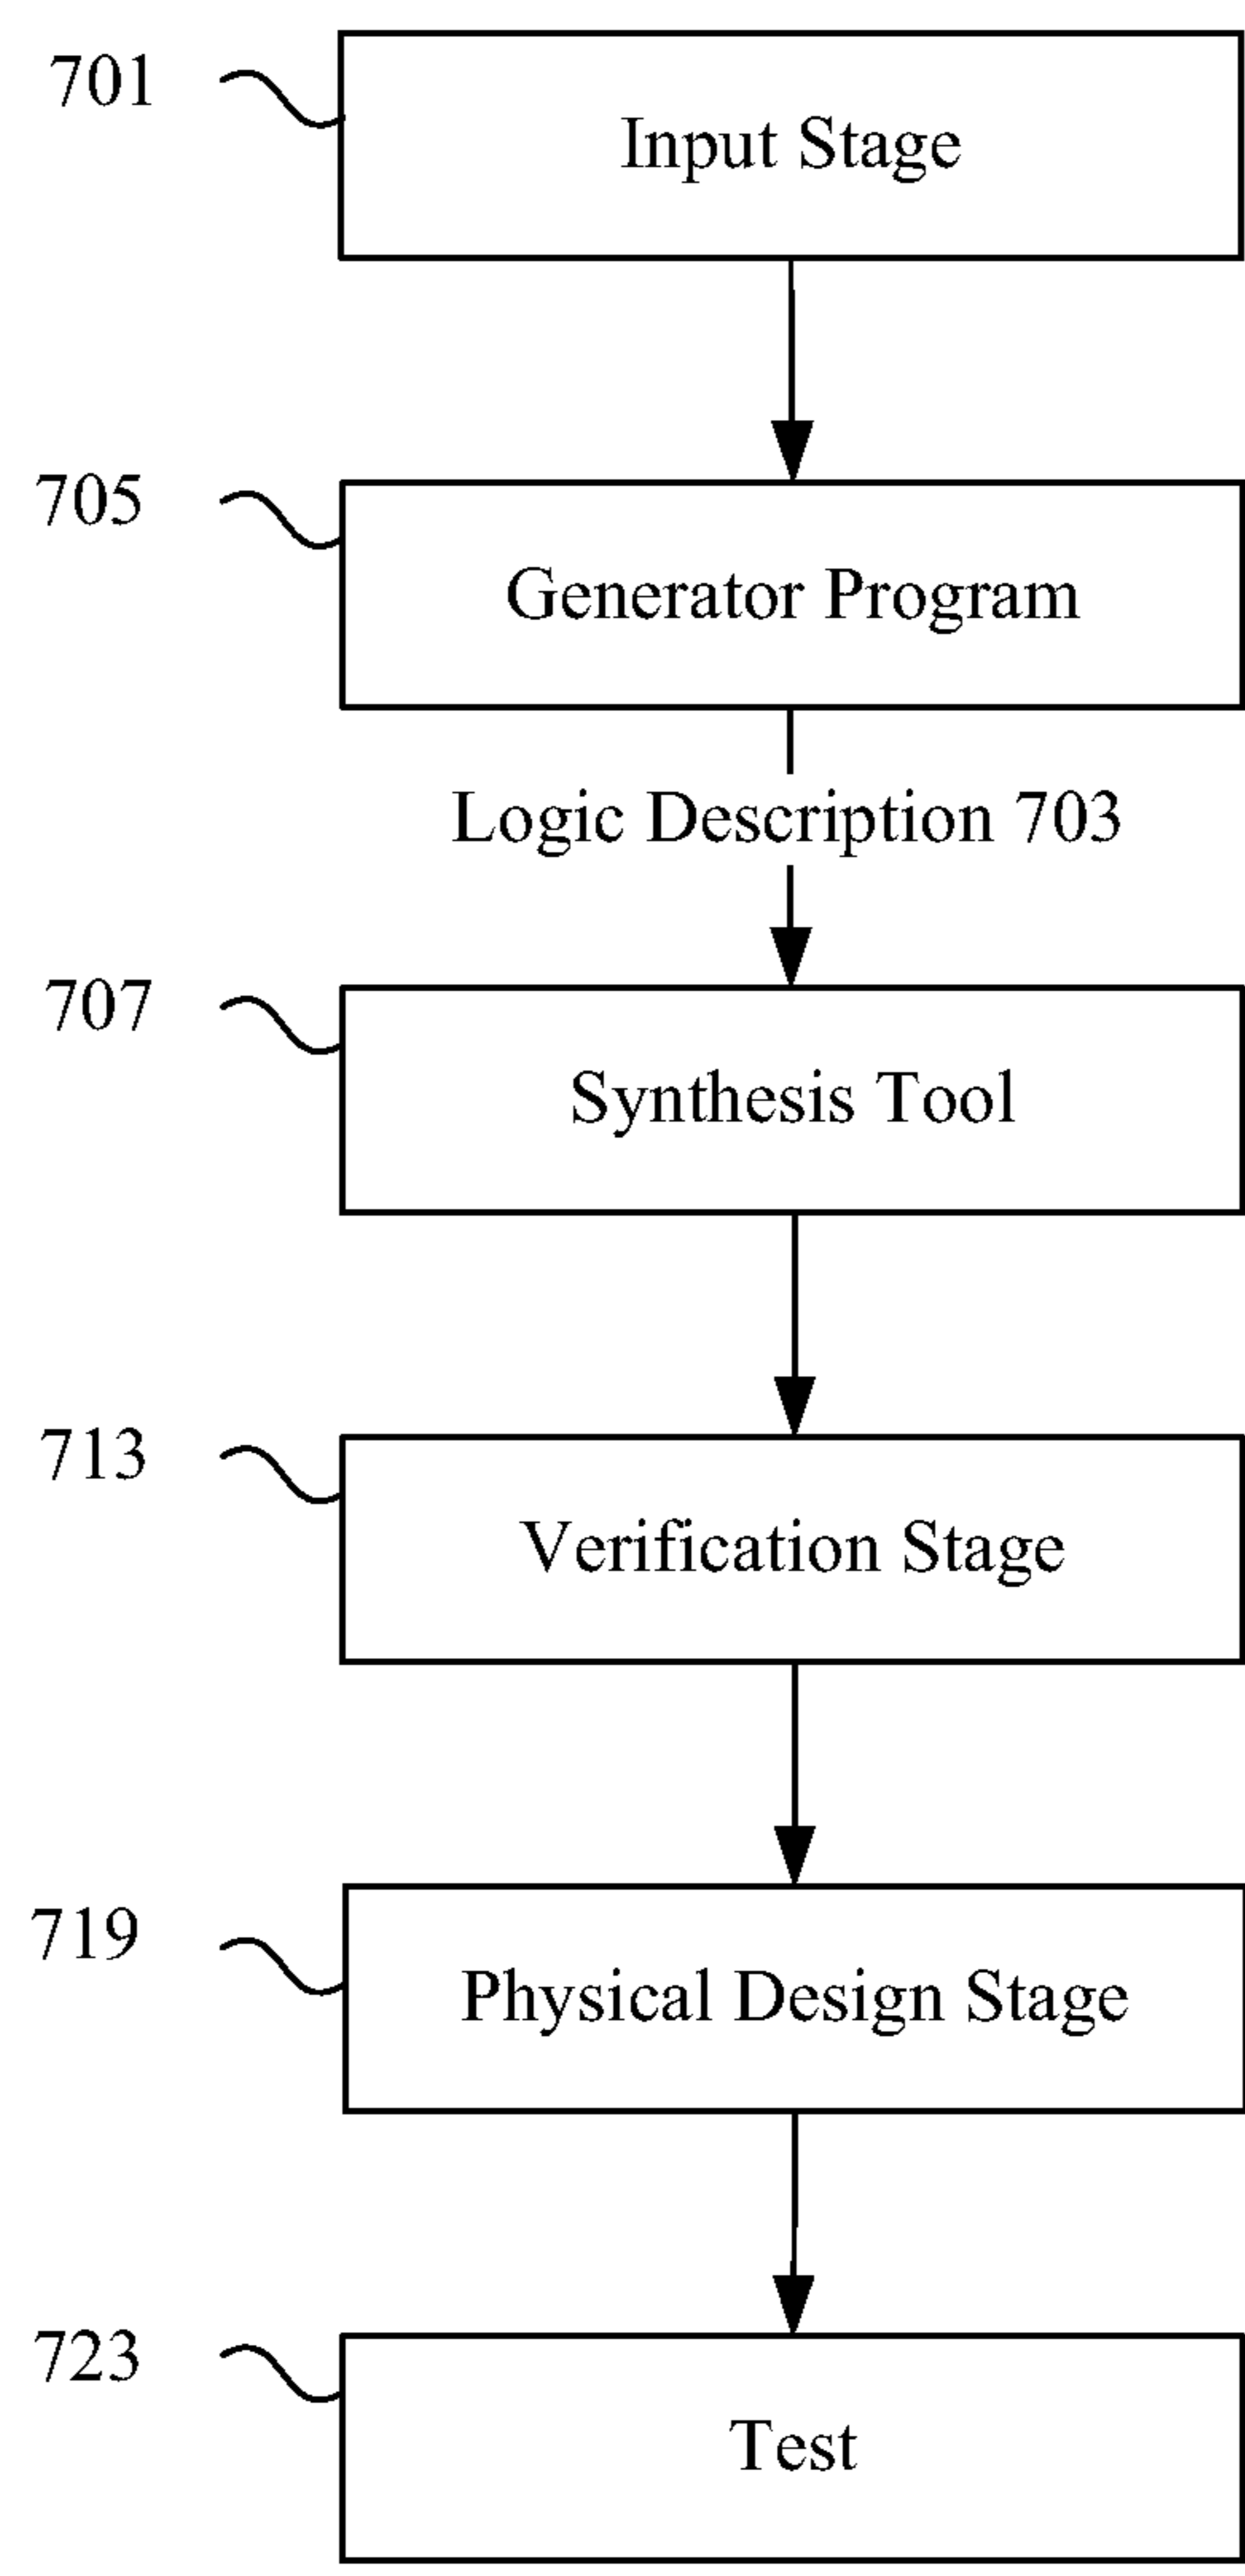 701
Input Stage
705
Generator Program
Logic Description 703
707
Synthesis Tool
713
Verification Stage
719
Physical Design Stage
723
Test